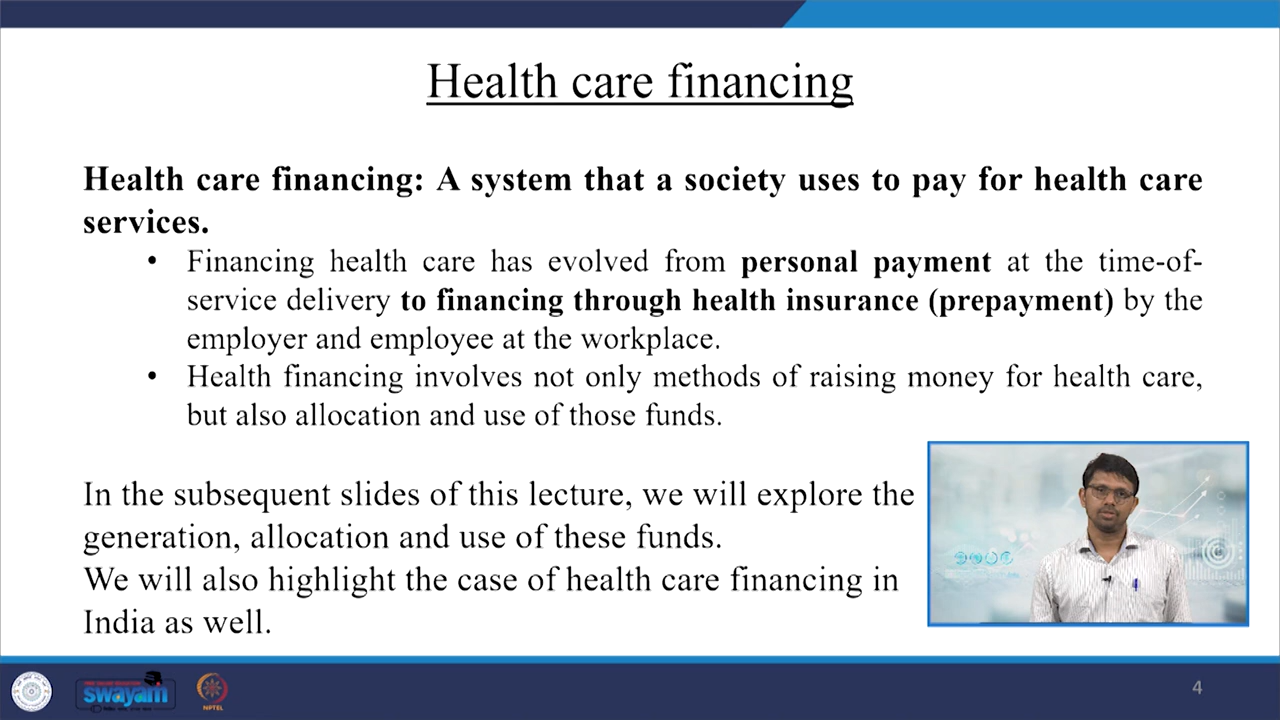 Health care financing
Health care financing: A system that a society uses to pay for health care
services.
• Financing health care has evolved from personal payment at the time-of-
service delivery to financing through health insurance (prepayment) by the
employer and employee at the workplace.
• Health financing involves not only methods of raising money for health care,
but also allocation and use of those funds.
In the subsequent slides of this lecture, we will explore the
generation, allocation and use of these funds.
We will also highlight the case of health care financing in
India as well.
swayam
NPTEL
4